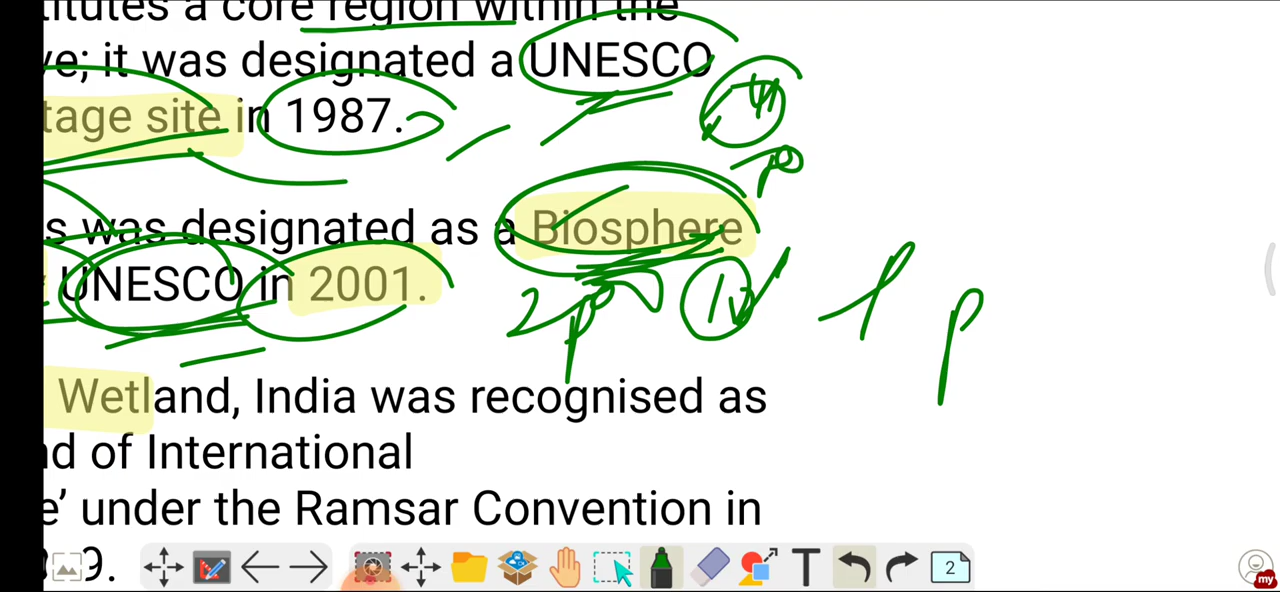 titutes a core region within the
ve; it was designated a UNESCO
tage site in 1987.
s was designated as a Biosphere
UNESCO in 2001.
Wetland, India was recognised as
nd of International
e’ under the Ramsar Convention in
9.
T
2
my